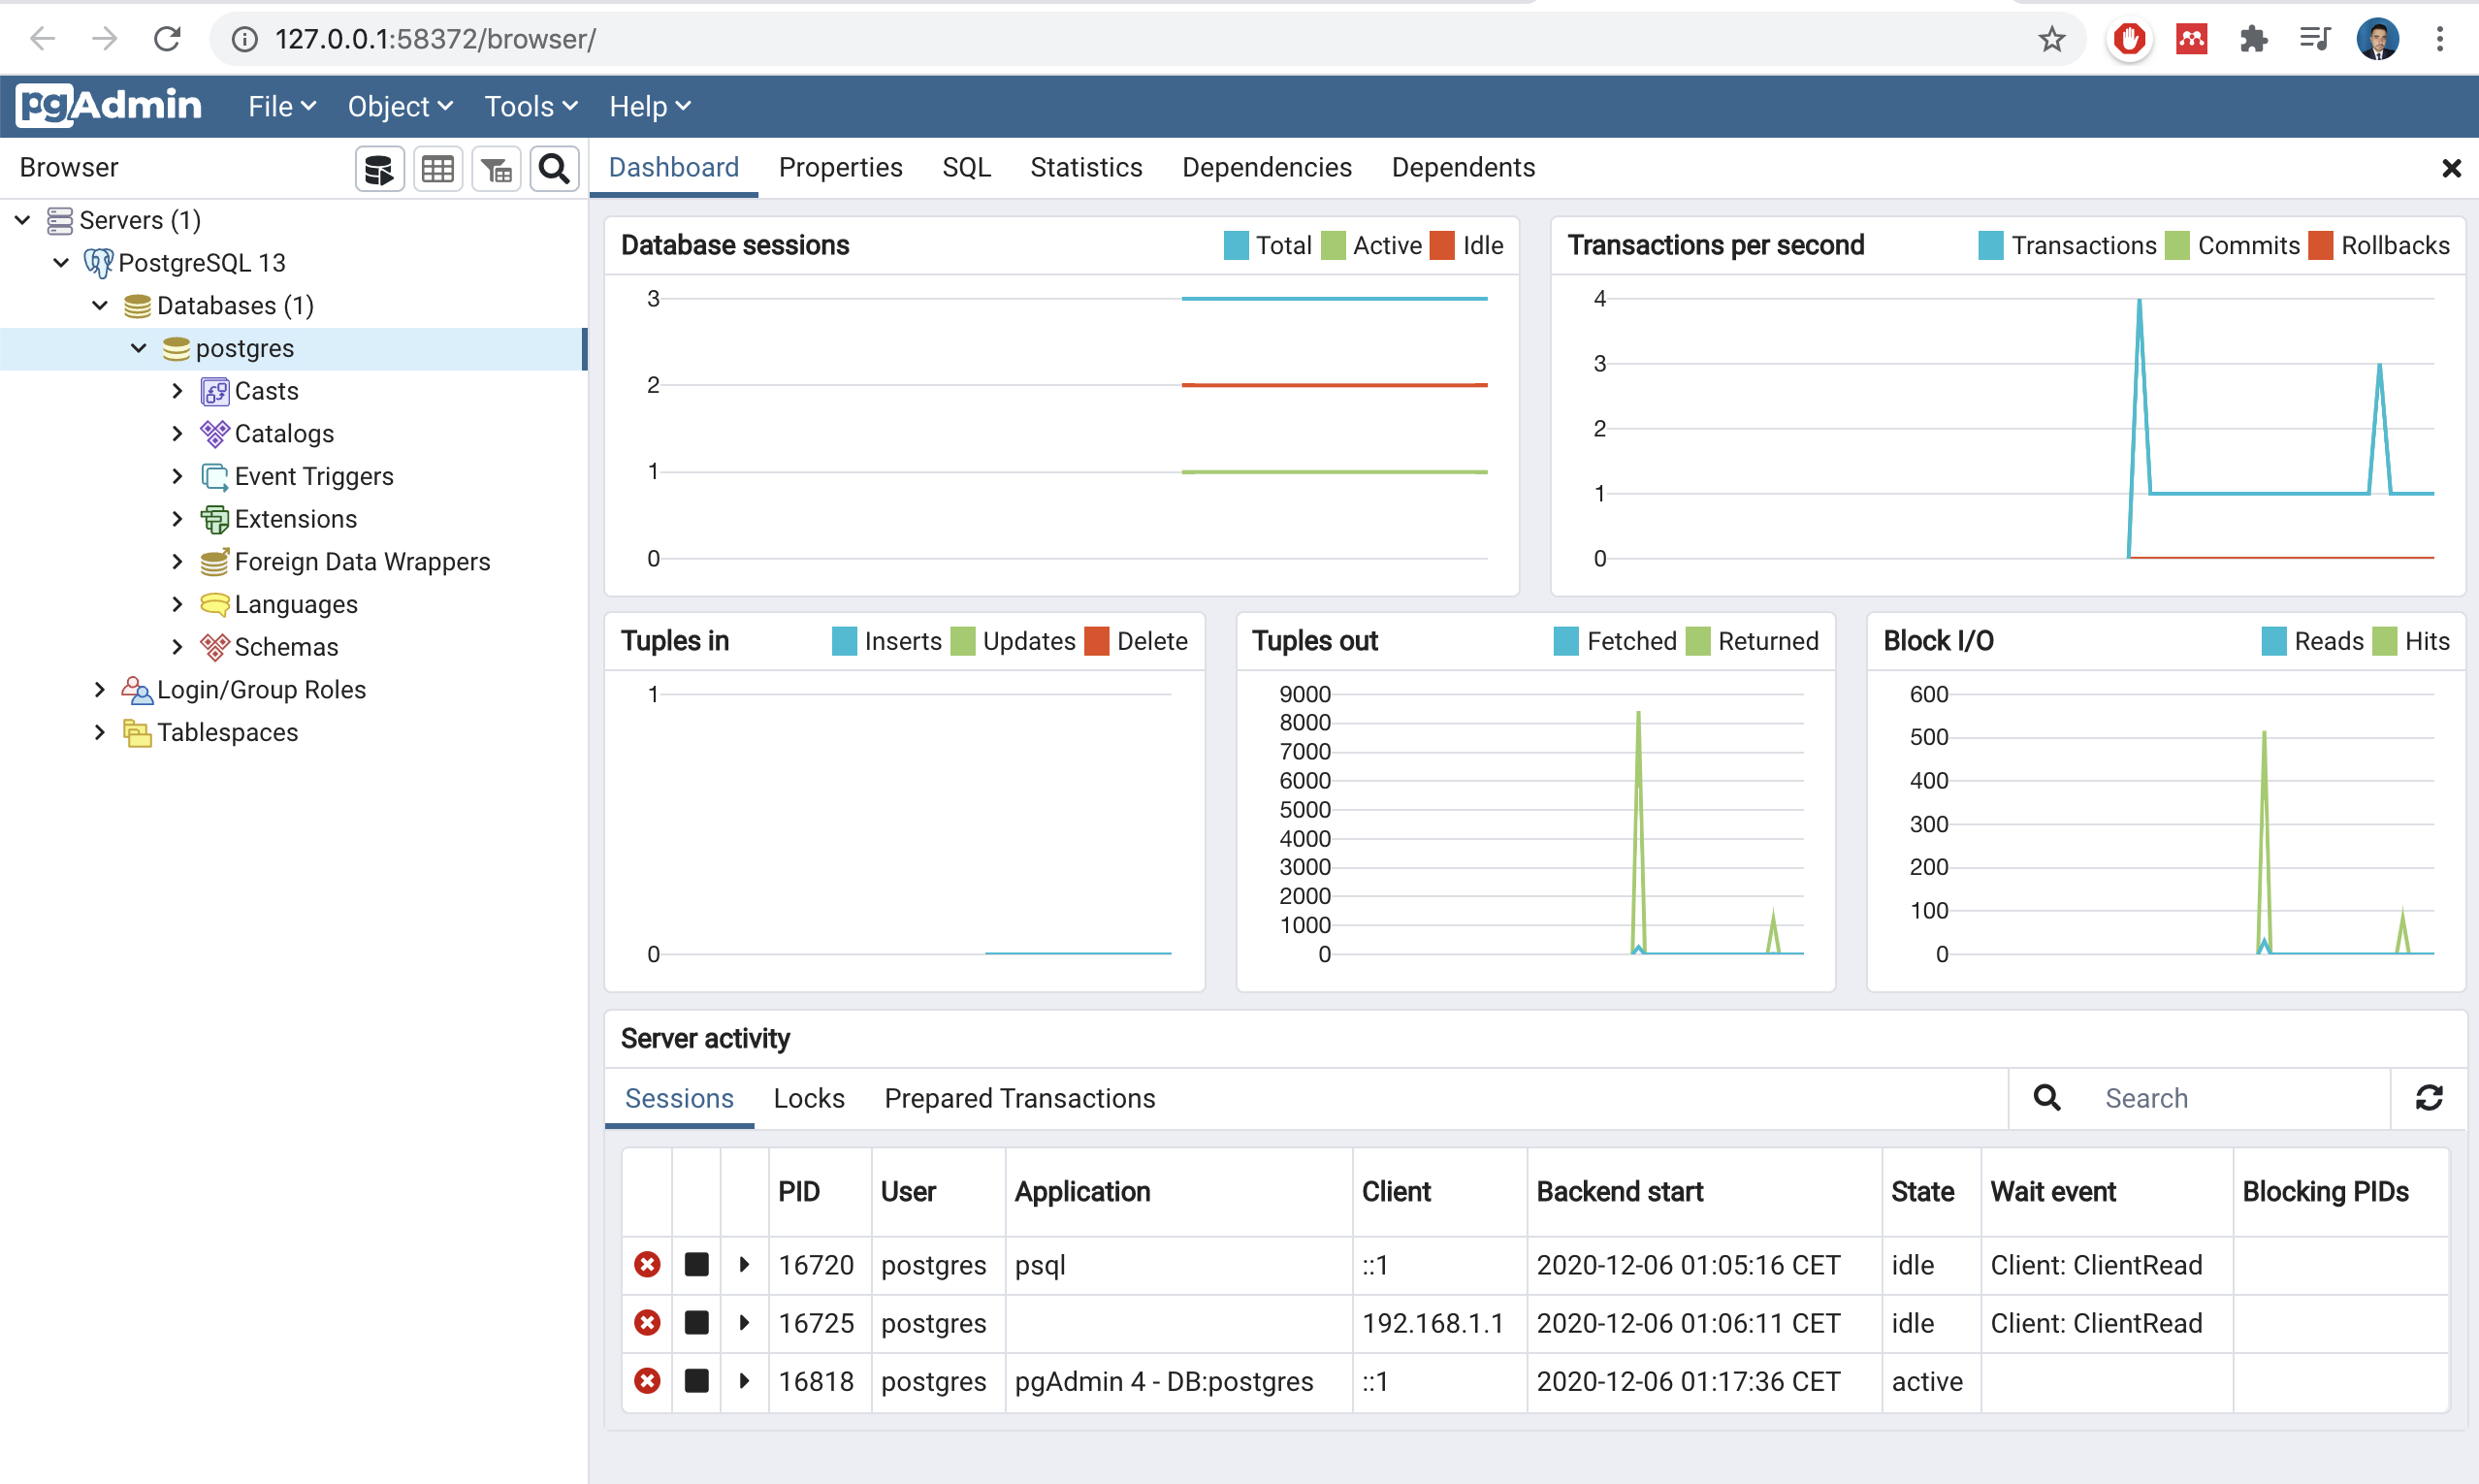 127.0.0.1:58372/browser/
pgAdmin File Object Tools Help
Browser
Dashboard Properties SQL Statistics Dependencies Dependents
Servers (1)
PostgreSQL 13
Databases (1)
postgres
Casts
Catalogs
Event Triggers
Extensions
Foreign Data Wrappers
Languages
Schemas
Login/Group Roles
Tablespaces
Database sessions Total Active Idle
3
2
1
0
Transactions per second Transactions Commits Rollbacks
4
3
2
1
0
Tuples in Inserts Updates Delete
1
0
Tuples out Fetched Returned
9000
8000
7000
6000
5000
4000
3000
2000
1000
0
Block I/O Reads Hits
600
500
400
300
200
100
0
Server activity
Sessions Locks Prepared Transactions Search
PID User Application Client Backend start State Wait event Blocking PIDs
16720 postgres psql ::1 2020-12-06 01:05:16 CET idle Client: ClientRead
16725 postgres 192.168.1.1 2020-12-06 01:06:11 CET idle Client: ClientRead
16818 postgres pgAdmin 4 - DB:postgres ::1 2020-12-06 01:17:36 CET active